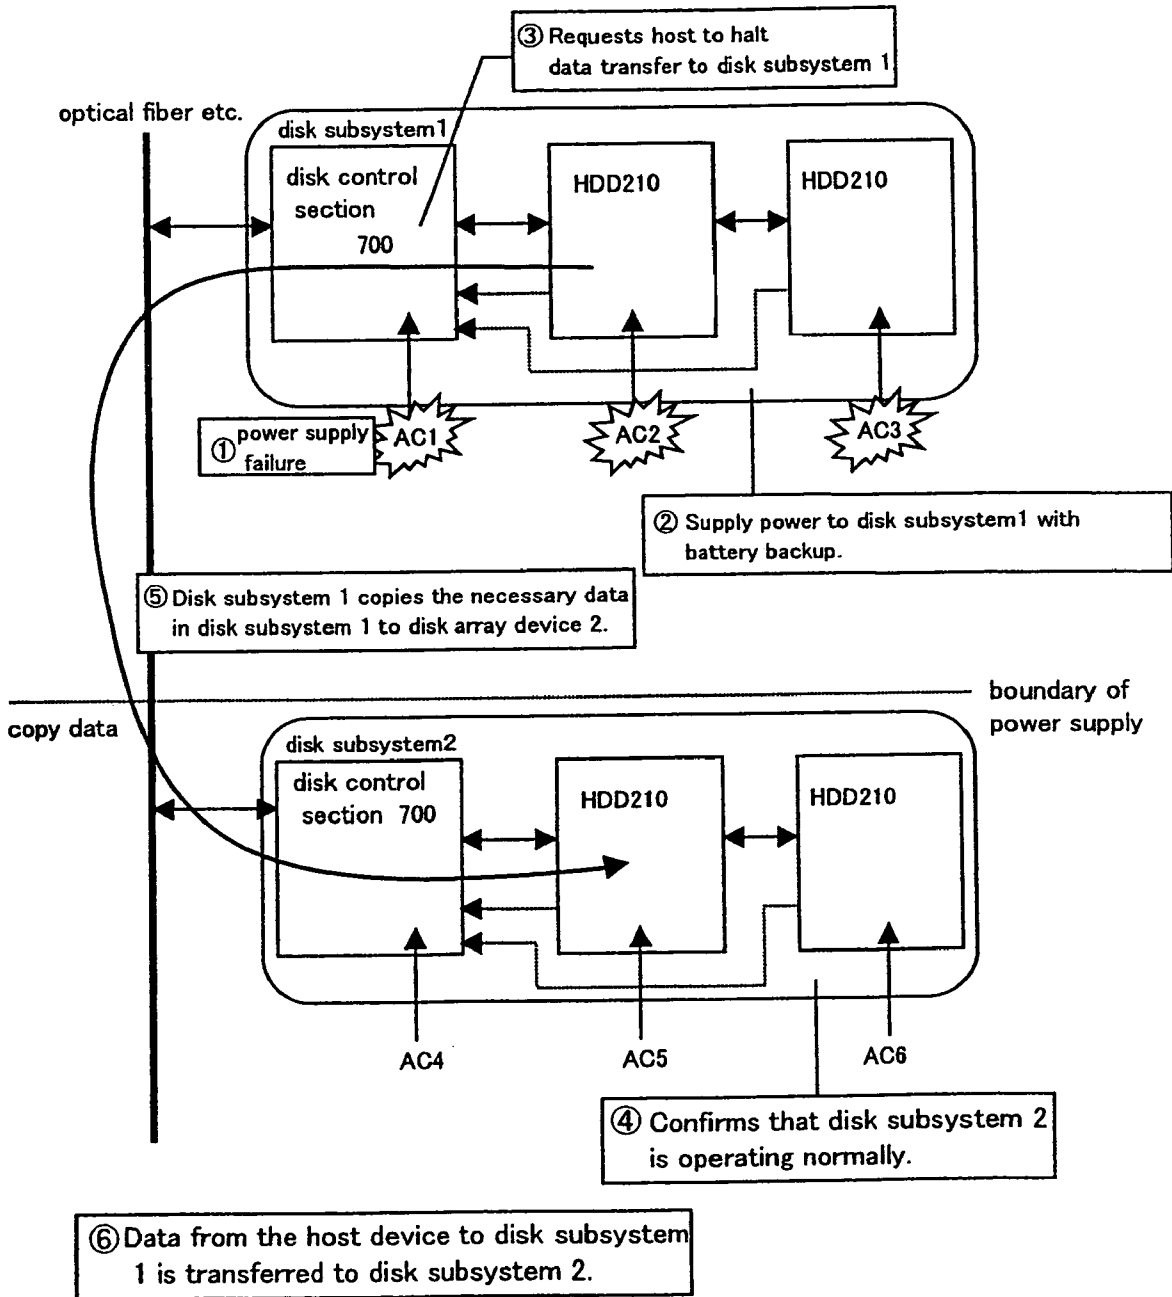 ③ Requests host to halt
data transfer to disk subsystem 1
optical fiber etc.
disk subsystem1
disk control
section
700
HDD210
HDD210
① power supply
failure
AC1
AC2
AC3
② Supply power to disk subsystem1 with
battery backup.
⑤ Disk subsystem 1 copies the necessary data
in disk subsystem 1 to disk array device 2.
boundary of
power supply
copy data
disk subsystem2
disk control
section 700
HDD210
HDD210
AC4
AC5
AC6
④ Confirms that disk subsystem 2
is operating normally.
⑥ Data from the host device to disk subsystem
1 is transferred to disk subsystem 2.